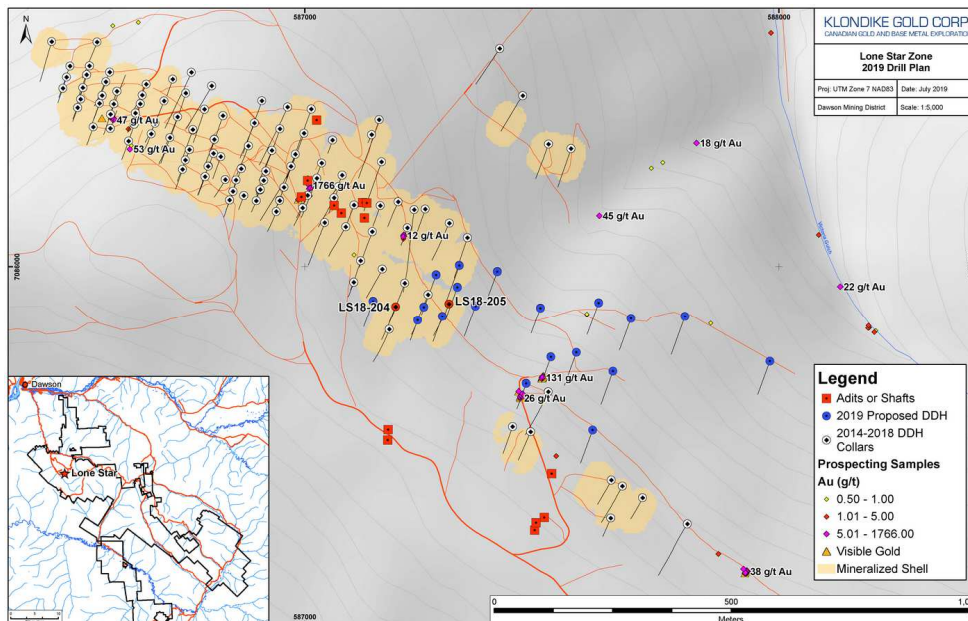 N
587000
588000
KLONDIKE GOLD CORP
CANADIAN GOLD AND BASE METAL EXPLORATION
Lone Star Zone
2019 Drill Plan
Proj: UTM Zone 7 NAD83
Date: July 2019
Dawson Mining District
Scale: 1:5,000
47 g/t Au
53 g/t Au
18 g/t Au
1766 g/t Au
45 g/t Au
12 g/t Au
7086000
22 g/t Au
LS18-204
LS18-205
131 g/t Au
26 g/t Au
38 g/t Au
Dawson
Lone Star
Legend
Adits or Shafts
2019 Proposed DDH
2014-2018 DDH
Collars
Prospecting Samples
Au (g/t)
0.50 - 1.00
1.01 - 5.00
5.01 - 1766.00
Visible Gold
Mineralized Shell
0
500
1,0
Meters
587000